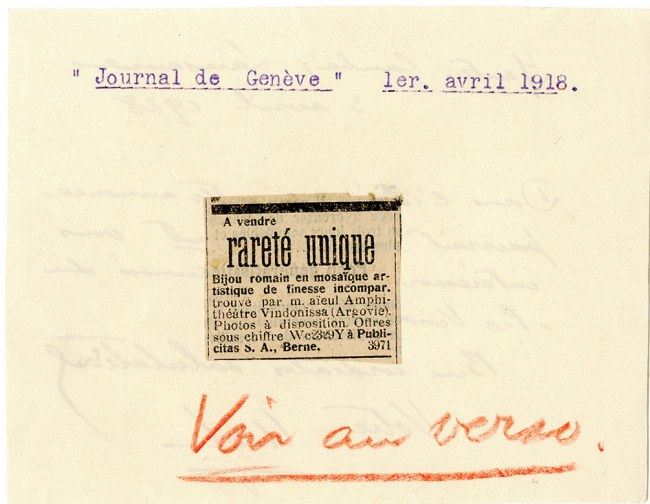 " Journal de Genève " 1er. avril 1918.
A vendre
rareté unique
Bijou romain en mosaïque ar-
tistique de finesse incompar.
trouvé par m. aïeul Amphi-
théâtre Vindonissa (Argovie).
Photos à disposition. Offres
sous chiffre Wc2329Y à Publi-
citas S. A., Berne. 3971
Voir au verso.